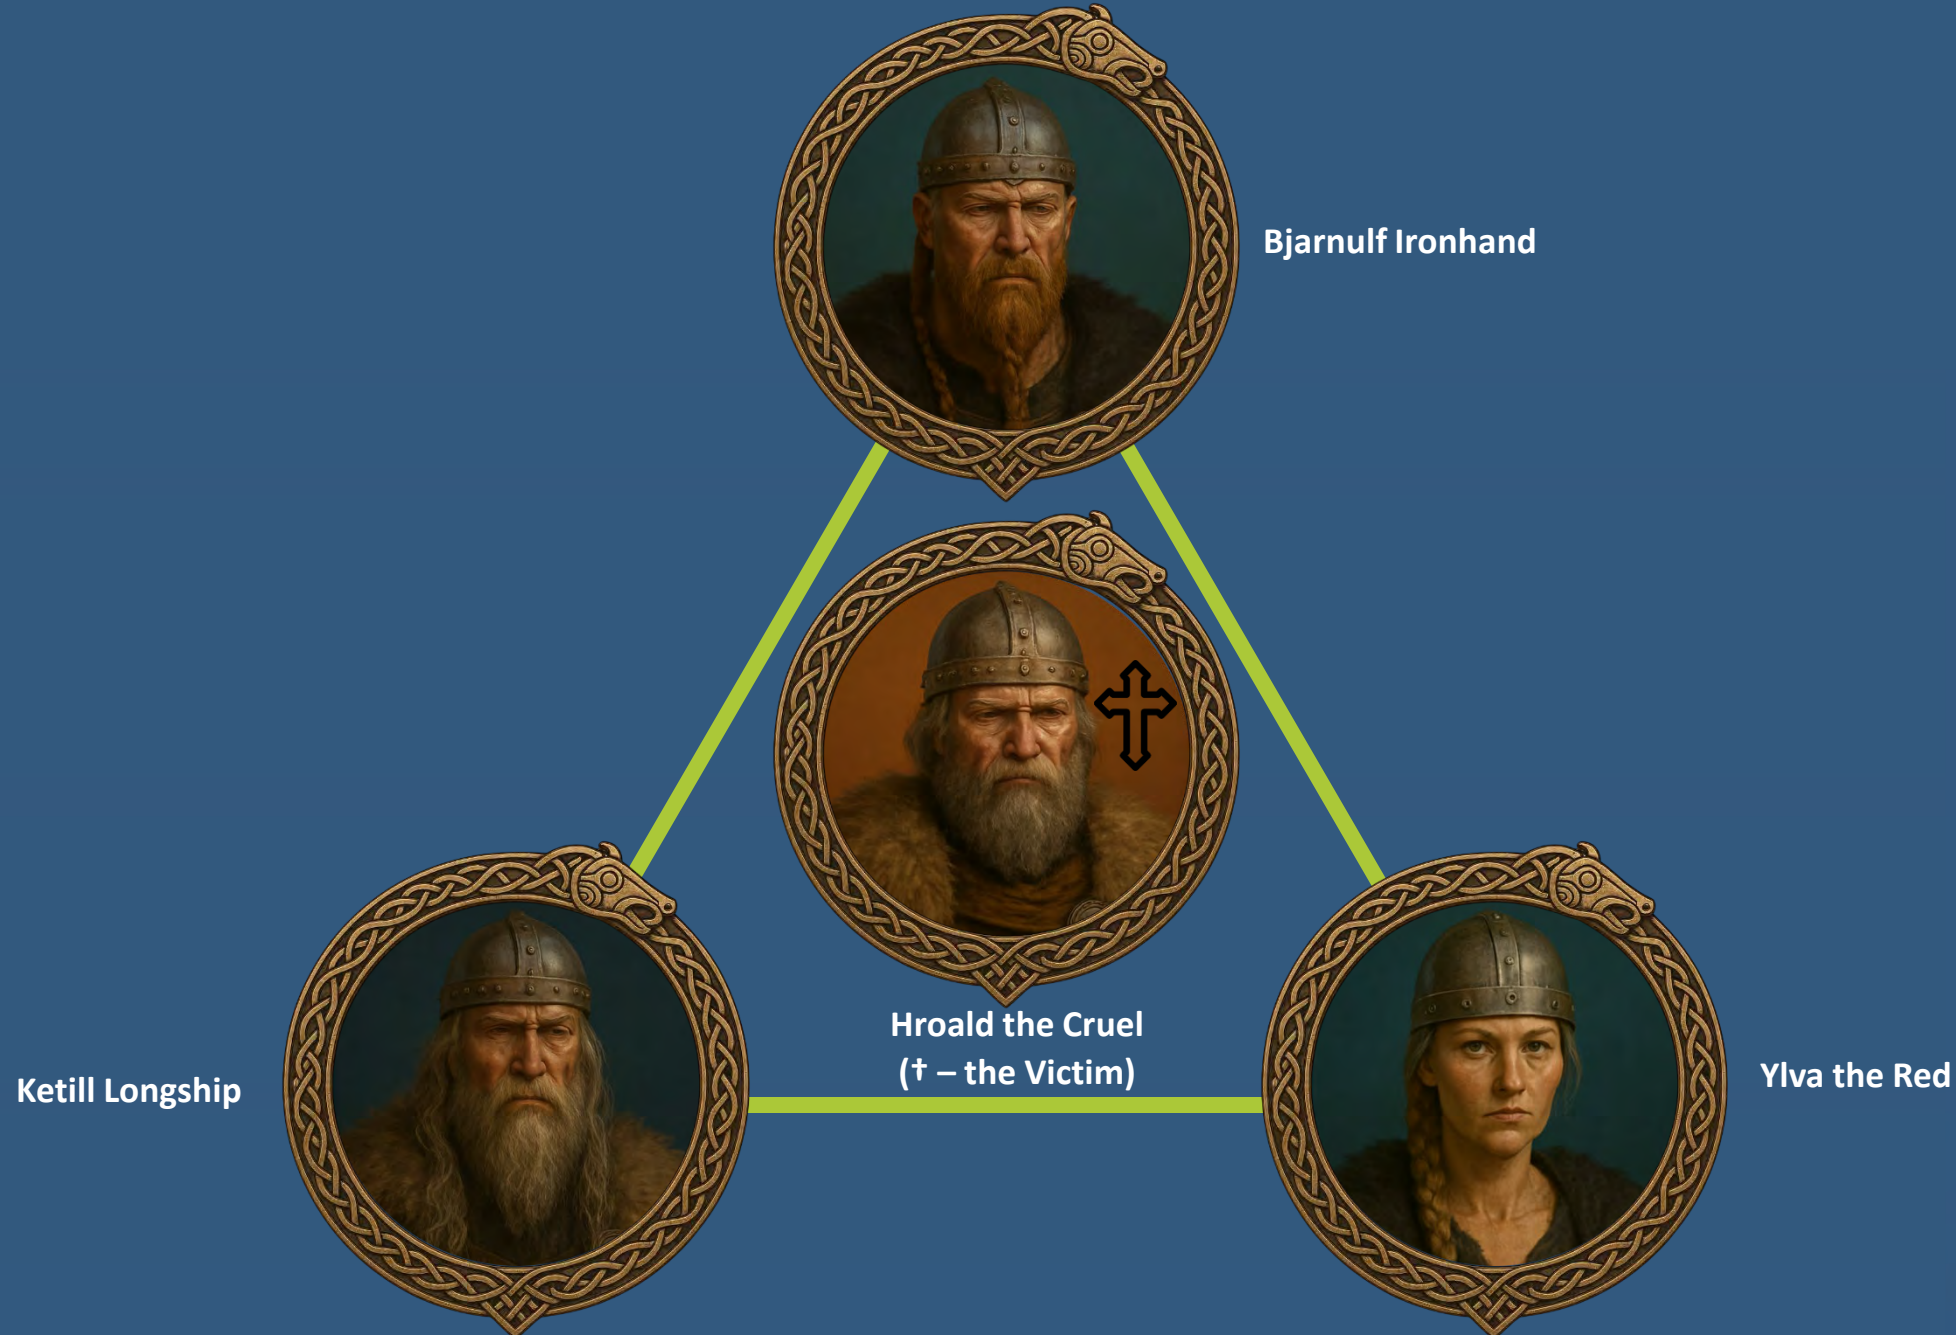 Bjarnulf Ironhand
Hroald the Cruel
(† – the Victim)
Ketill Longship
Ylva the Red